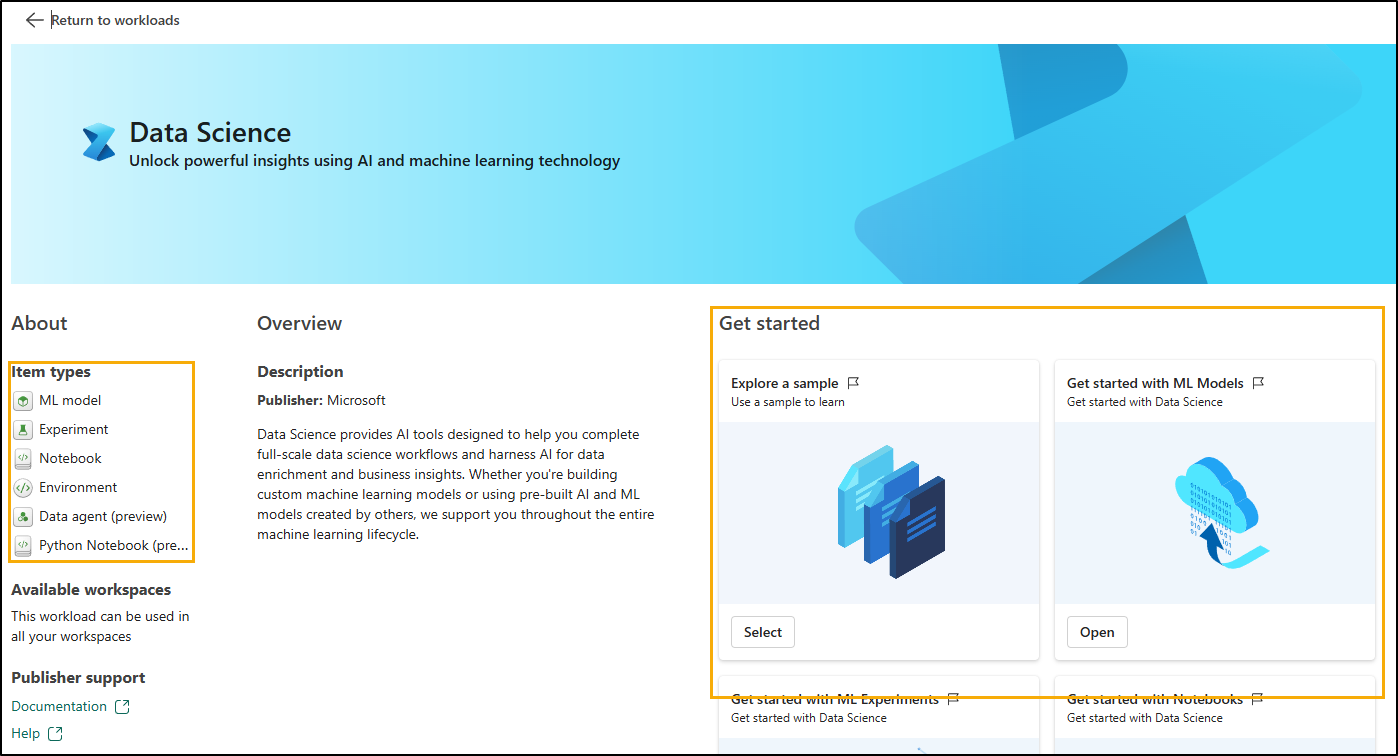 Return to workloads
Data Science
Unlock powerful insights using AI and machine learning technology
About
Item types
ML model
Experiment
Notebook
Environment
Data agent (preview)
Python Notebook (pre...
Available workspaces
This workload can be used in
all your workspaces
Publisher support
Documentation
Help
Overview
Description
Publisher: Microsoft
Data Science provides AI tools designed to help you complete
full-scale data science workflows and harness AI for data
enrichment and business insights. Whether you're building
custom machine learning models or using pre-built AI and ML
models created by others, we support you throughout the entire
machine learning lifecycle.
Get started
Explore a sample
Use a sample to learn
Select
Get started with ML Models
Get started with Data Science
Open
Get started with ML Experiments
Get started with Data Science
Get started with Notebooks
Get started with Data Science